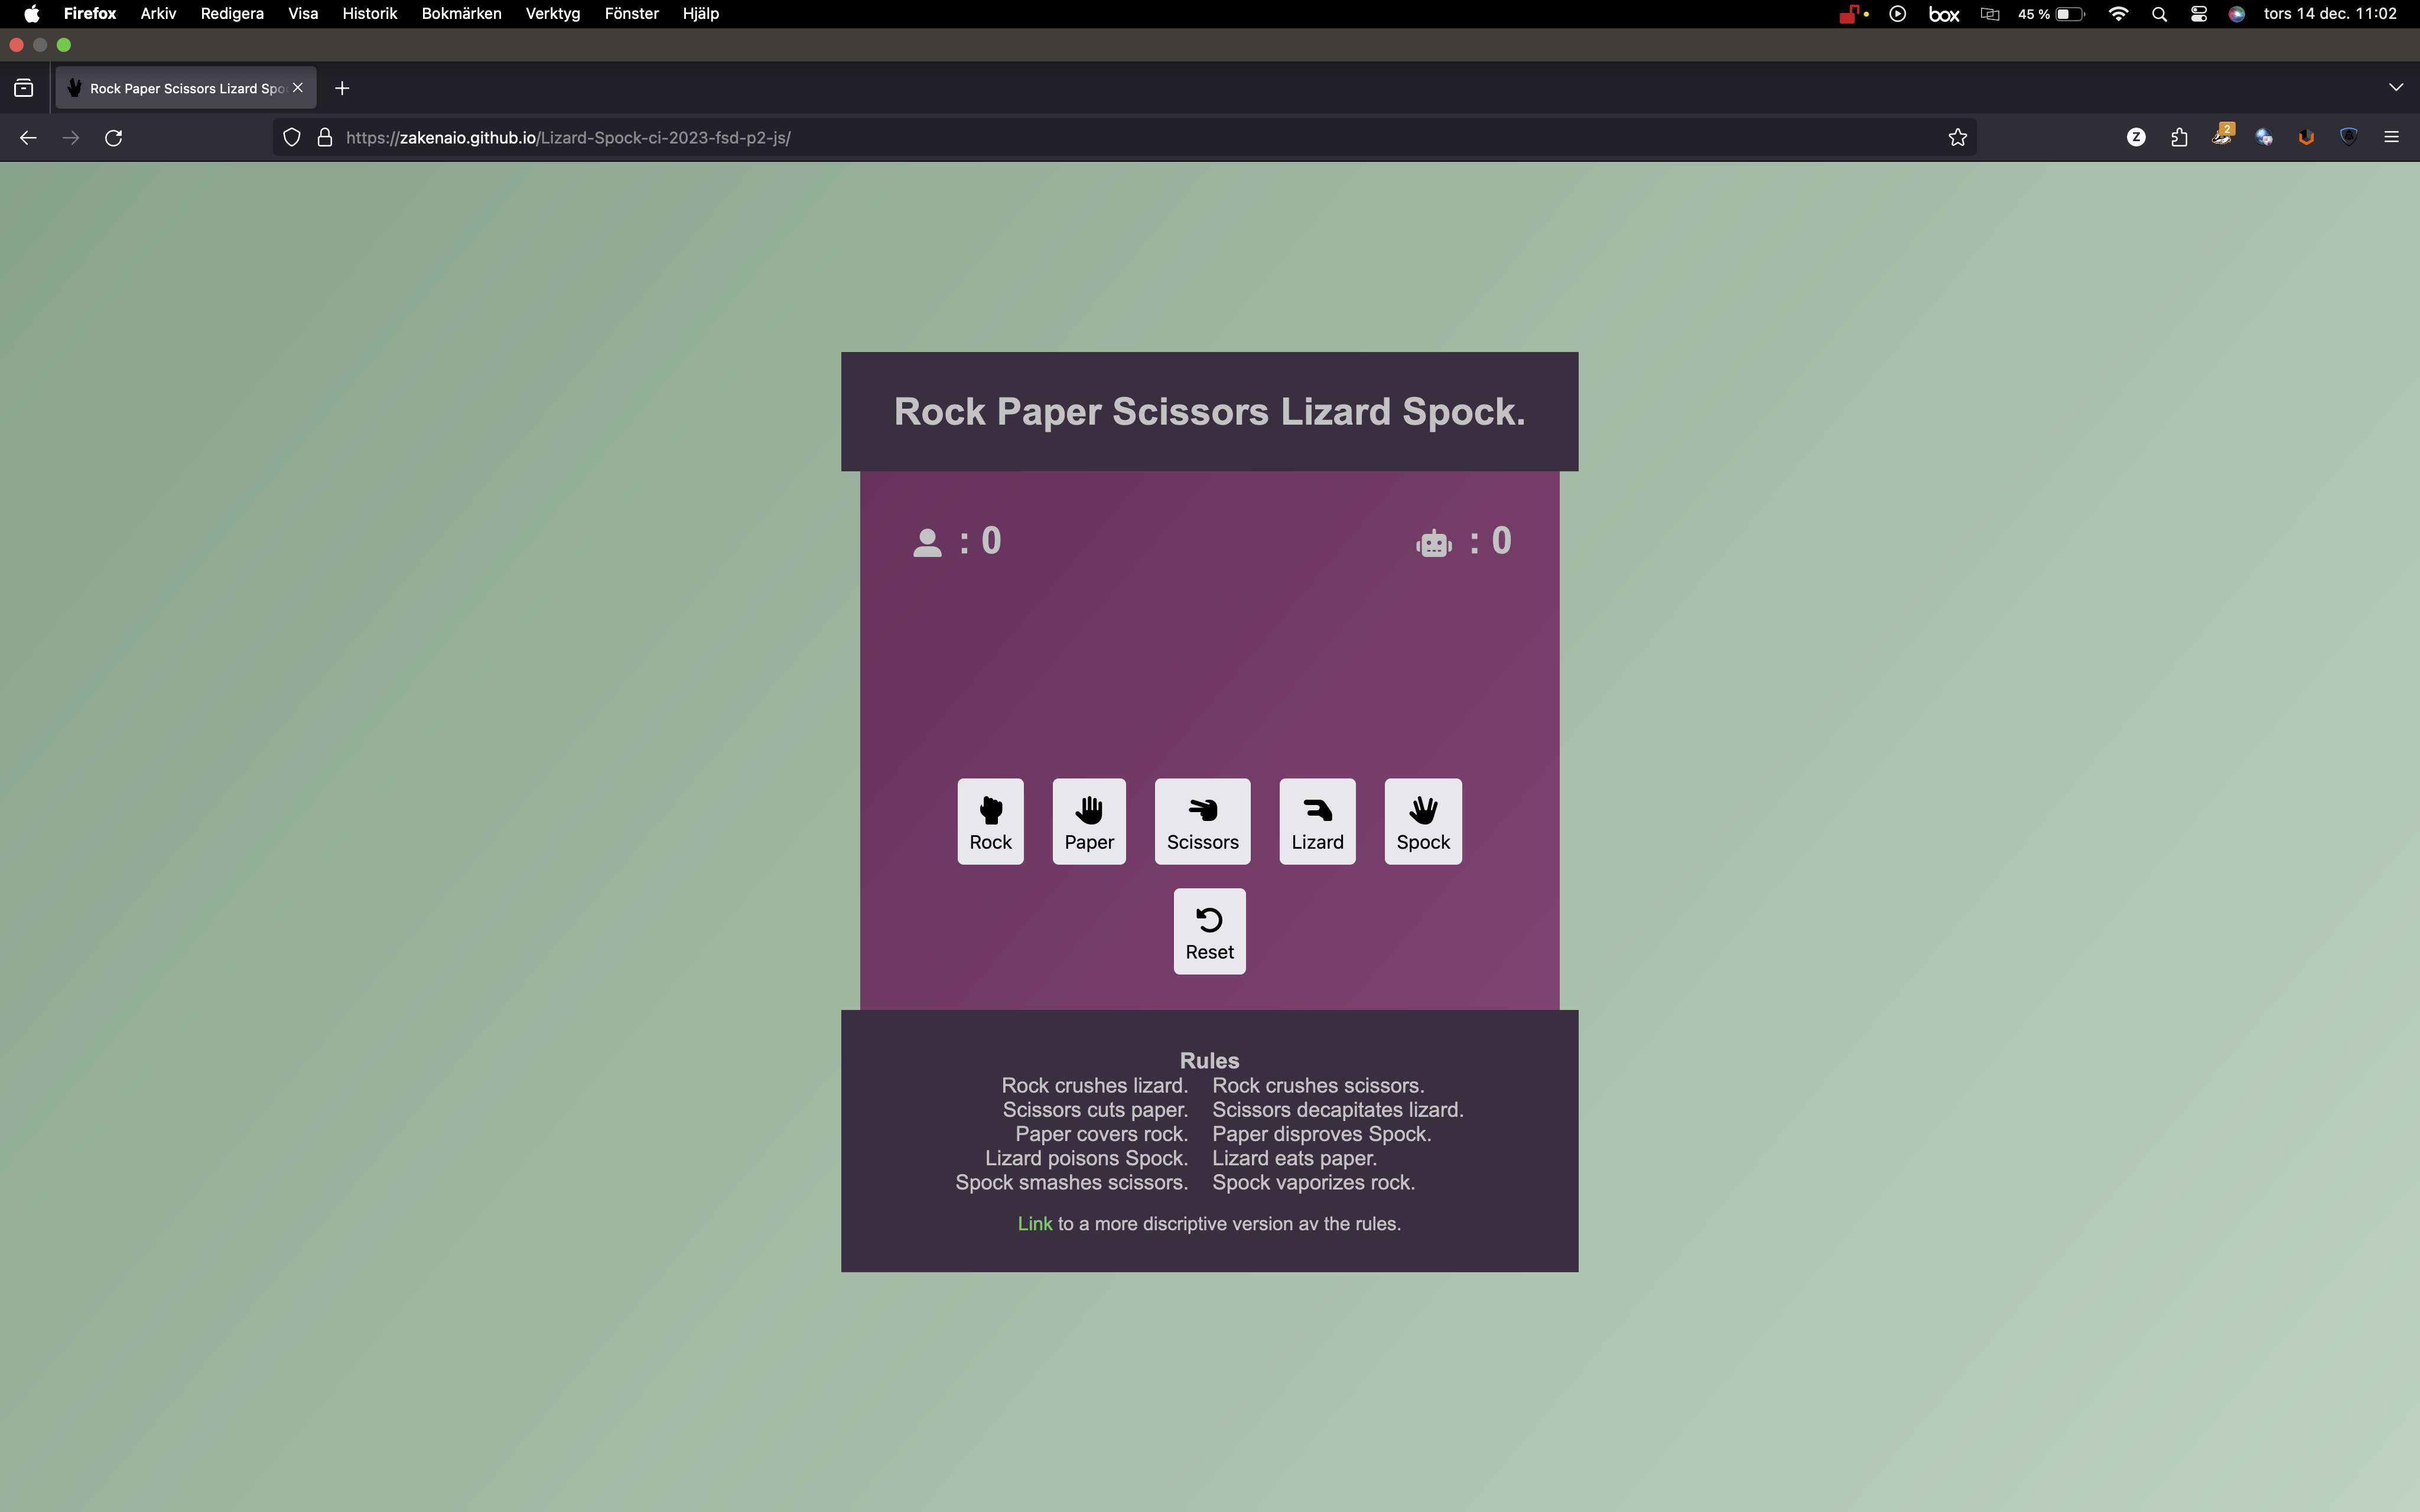 Firefox Arkiv Redigera Visa Historik Bokmärken Verktyg Fönster Hjälp box 45 % tors 14 dec. 11:02
Rock Paper Scissors Lizard Spo
https://zakenaio.github.io/Lizard-Spock-ci-2023-fsd-p2-js/ Z 2
Rock Paper Scissors Lizard Spock.
: 0 : 0
Rock Paper Scissors Lizard Spock
Reset
Rules
Rock crushes lizard. Rock crushes scissors.
Scissors cuts paper. Scissors decapitates lizard.
Paper covers rock. Paper disproves Spock.
Lizard poisons Spock. Lizard eats paper.
Spock smashes scissors. Spock vaporizes rock.
Link to a more discriptive version av the rules.